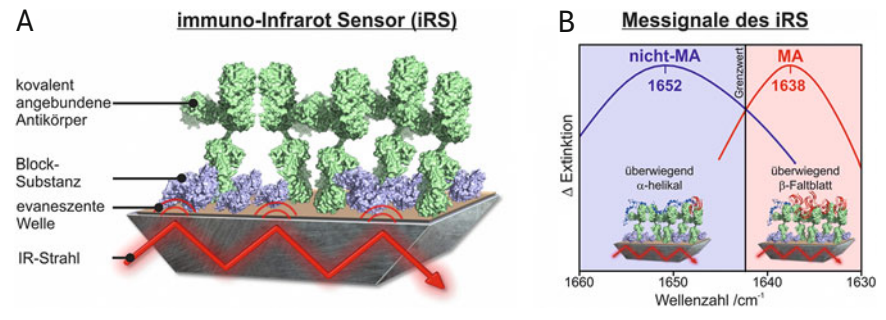 A
immuno-Infrarot Sensor (iRS)
kovalent
angebundene
Antikörper
Block-
Substanz
evaneszente
Welle
IR-Strahl
B
Messignale des iRS
nicht-MA
1652
Grenzwert
MA
1638
Δ Extinktion
überwiegend
α-helikal
überwiegend
β-Faltblatt
1660
1650
1640
1630
Wellenzahl /cm⁻¹